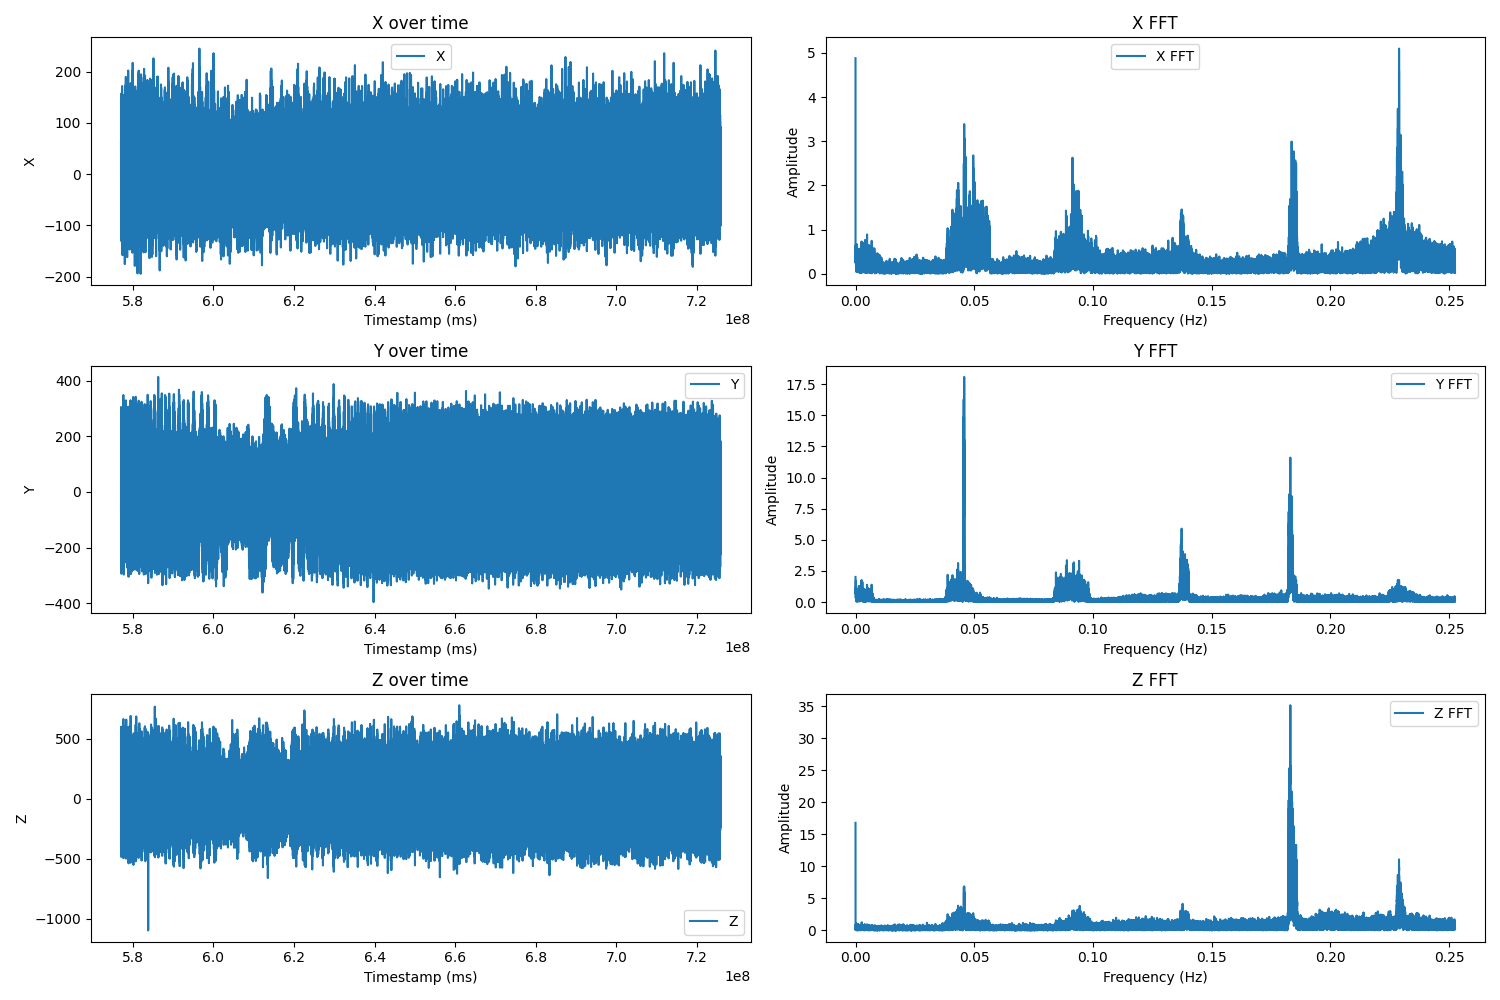 X over time
X
200
100
0
−100
−200
X
5.8
6.0
6.2
6.4
6.6
6.8
7.0
7.2
Timestamp (ms)
1e8
X FFT
X FFT
5
4
3
2
1
0
Amplitude
0.00
0.05
0.10
0.15
0.20
0.25
Frequency (Hz)
Y over time
Y
400
200
0
−200
−400
Y
5.8
6.0
6.2
6.4
6.6
6.8
7.0
7.2
Timestamp (ms)
1e8
Y FFT
Y FFT
17.5
15.0
12.5
10.0
7.5
5.0
2.5
0.0
Amplitude
0.00
0.05
0.10
0.15
0.20
0.25
Frequency (Hz)
Z over time
Z
500
0
−500
−1000
Z
5.8
6.0
6.2
6.4
6.6
6.8
7.0
7.2
Timestamp (ms)
1e8
Z FFT
Z FFT
35
30
25
20
15
10
5
0
Amplitude
0.00
0.05
0.10
0.15
0.20
0.25
Frequency (Hz)